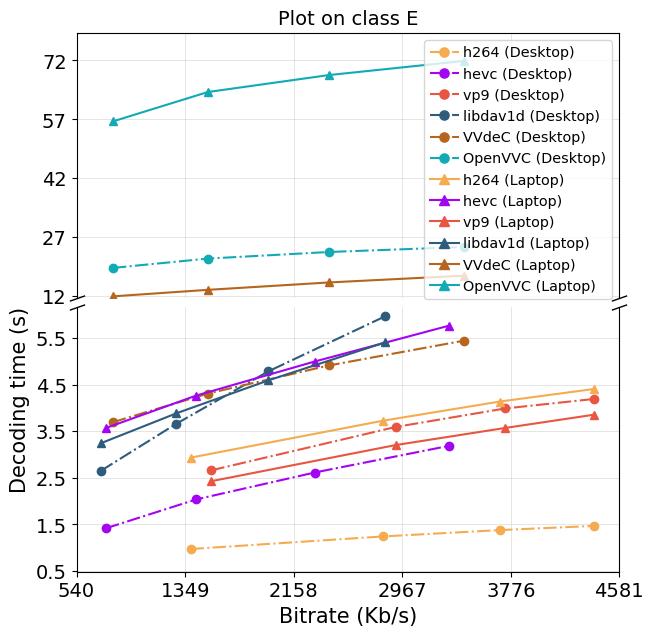 Plot on class E
72
57
42
27
12
5.5
4.5
3.5
2.5
1.5
0.5
Decoding time (s)
h264 (Desktop)
hevc (Desktop)
vp9 (Desktop)
libdav1d (Desktop)
VVdeC (Desktop)
OpenVVC (Desktop)
h264 (Laptop)
hevc (Laptop)
vp9 (Laptop)
libdav1d (Laptop)
VVdeC (Laptop)
OpenVVC (Laptop)
540 1349 2158 2967 3776 4581
Bitrate (Kb/s)